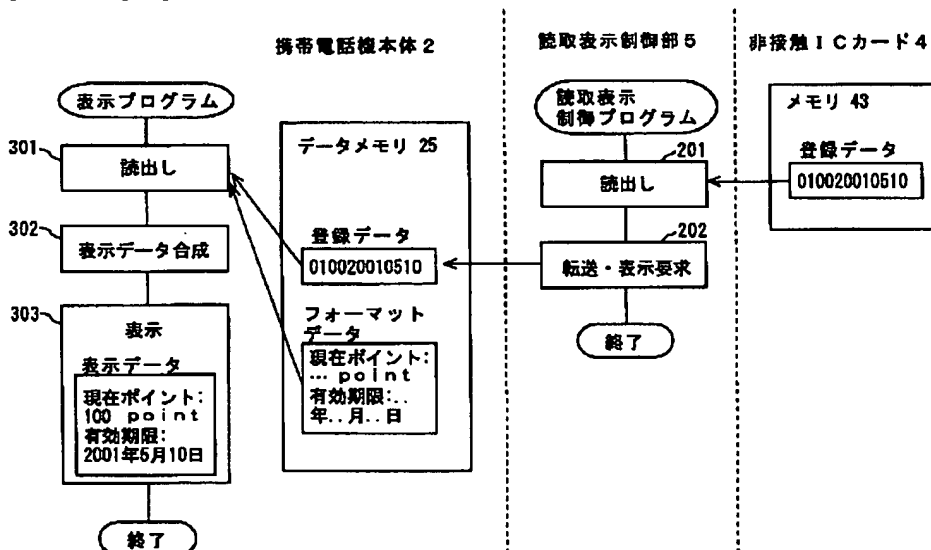 携帯電話機本体2
読取表示制御部5
非接触ICカード4
表示プログラム
301
読出し
302
表示データ合成
303
表示
表示データ
現在ポイント:
100 point
有効期限:
2001年5月10日
終了
データメモリ 25
登録データ
010020010510
フォーマット
データ
現在ポイント:
… point
有効期限:..
年..月..日
読取表示
制御プログラム
201
読出し
202
転送・表示要求
終了
メモリ 43
登録データ
010020010510